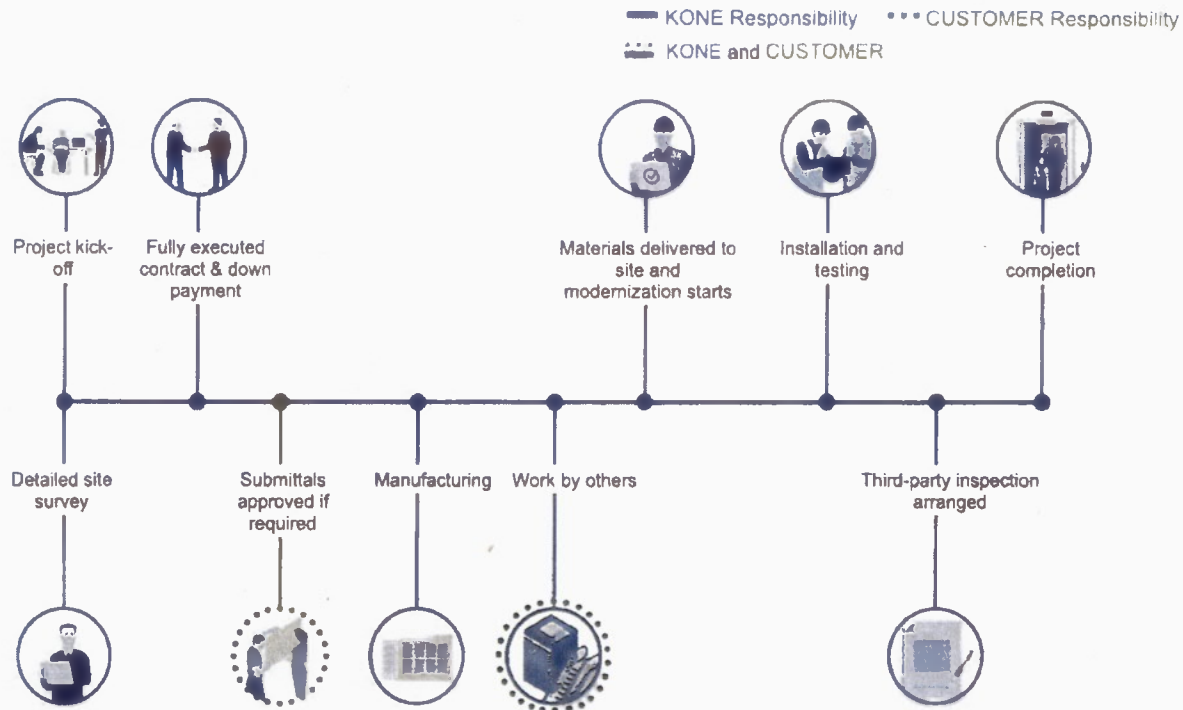 KONE Responsibility
CUSTOMER Responsibility
KONE and CUSTOMER
Project kick-
off
Fully executed
contract & down
payment
Materials delivered to
site and
modernization starts
Installation and
testing
Project
completion
Detailed site
survey
Submittals
approved if
required
Manufacturing
Work by others
Third-party inspection
arranged